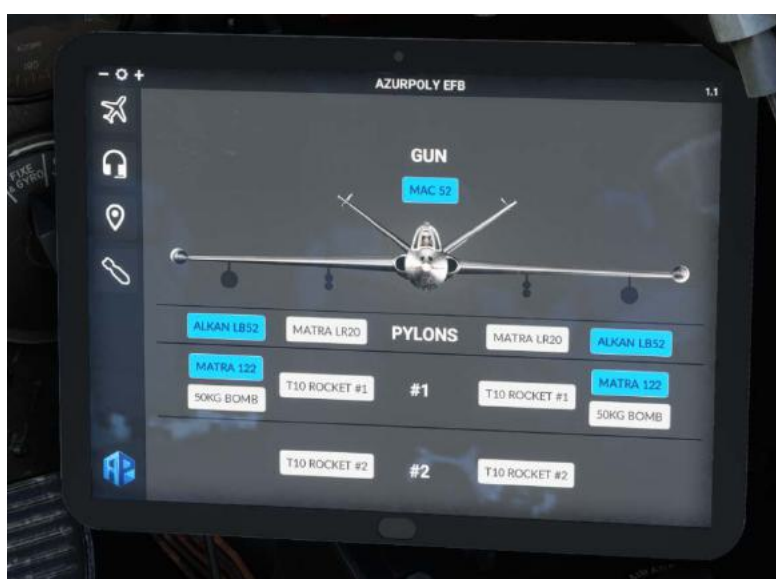 - +
AZURPOLY EFB
1.1
FIXE
GYRO
GUN
MAC 52
ALKAN LB52 MATRA LR20 PYLONS MATRA LR20 ALKAN LB52
MATRA 122 T10 ROCKET #1 #1 T10 ROCKET #1 MATRA 122
50KG BOMB 50KG BOMB
T10 ROCKET #2 #2 T10 ROCKET #2